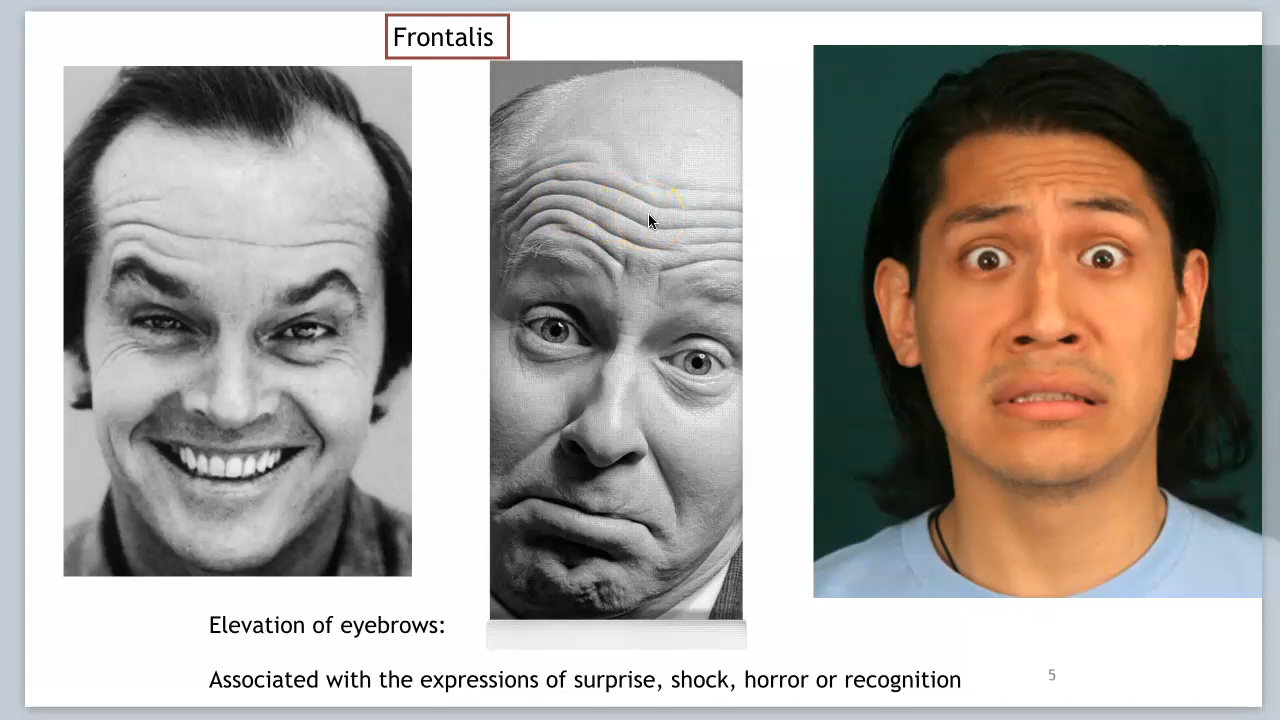 Frontalis
Elevation of eyebrows:
Associated with the expressions of surprise, shock, horror or recognition
5